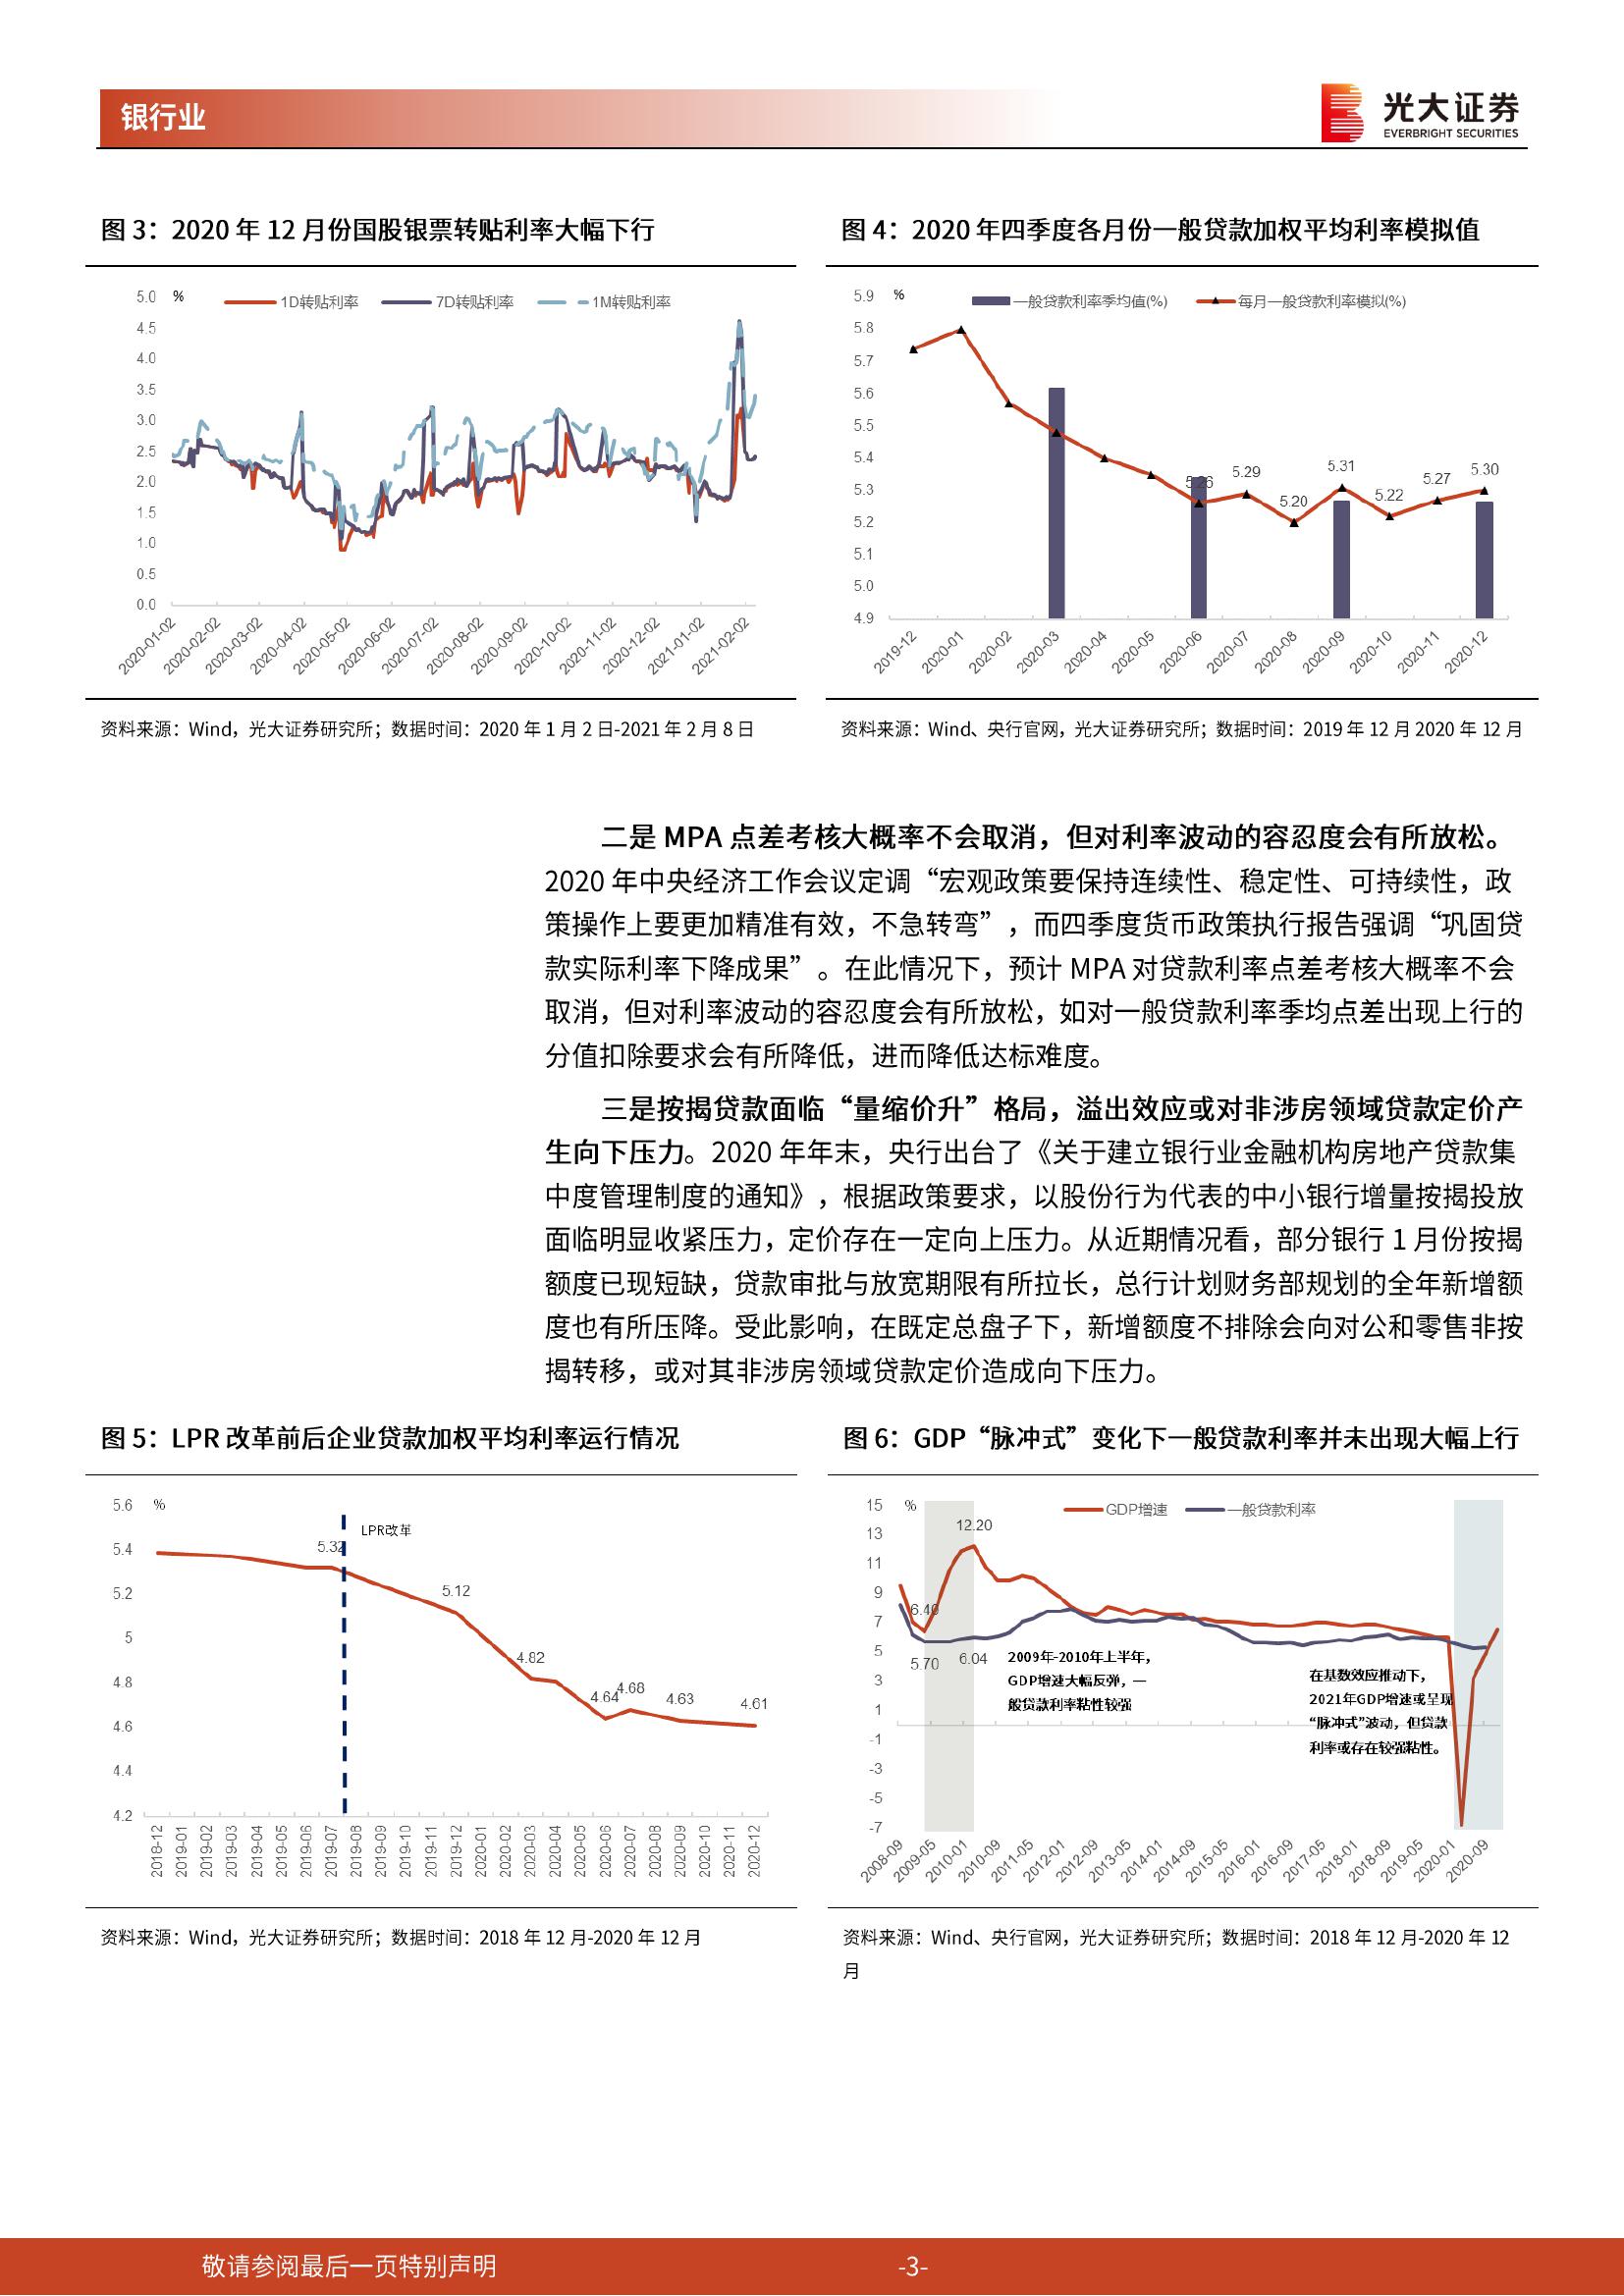 银行业
光大证券
EVERBRIGHT SECURITIES
图 3：2020 年 12 月份国股银票转贴利率大幅下行
% 1D转贴利率 7D转贴利率 1M转贴利率
5.0
4.5
4.0
3.5
3.0
2.5
2.0
1.5
1.0
0.5
0.0
2020-01-02 2020-02-02 2020-03-02 2020-04-02 2020-05-02 2020-06-02 2020-07-02 2020-08-02 2020-09-02 2020-10-02 2020-11-02 2020-12-02 2021-01-02 2021-02-02
资料来源：Wind，光大证券研究所；数据时间：2020 年 1 月 2 日-2021 年 2 月 8 日
图 4：2020 年四季度各月份一般贷款加权平均利率模拟值
% 一般贷款利率季均值(%) 每月一般贷款利率模拟(%)
5.9
5.8
5.7
5.6
5.5
5.4
5.3
5.2
5.1
5.0
4.9
5.26 5.29 5.20 5.31 5.22 5.27 5.30
2019-12 2020-01 2020-02 2020-03 2020-04 2020-05 2020-06 2020-07 2020-08 2020-09 2020-10 2020-11 2020-12
资料来源：Wind、央行官网，光大证券研究所；数据时间：2019 年 12 月 2020 年 12 月
二是 MPA 点差考核大概率不会取消，但对利率波动的容忍度会有所放松。
2020 年中央经济工作会议定调“宏观政策要保持连续性、稳定性、可持续性，政
策操作上要更加精准有效，不急转弯”，而四季度货币政策执行报告强调“巩固贷
款实际利率下降成果”。在此情况下，预计 MPA 对贷款利率点差考核大概率不会
取消，但对利率波动的容忍度会有所放松，如对一般贷款利率季均点差出现上行的
分值扣除要求会有所降低，进而降低达标难度。
三是按揭贷款面临“量缩价升”格局，溢出效应或对非涉房领域贷款定价产
生向下压力。2020 年年末，央行出台了《关于建立银行业金融机构房地产贷款集
中度管理制度的通知》，根据政策要求，以股份行为代表的中小银行增量按揭投放
面临明显收紧压力，定价存在一定向上压力。从近期情况看，部分银行 1 月份按揭
额度已现短缺，贷款审批与放宽期限有所拉长，总行计划财务部规划的全年新增额
度也有所压降。受此影响，在既定总盘子下，新增额度不排除会向对公和零售非按
揭转移，或对其非涉房领域贷款定价造成向下压力。
图 5：LPR 改革前后企业贷款加权平均利率运行情况
%
LPR改革
5.6
5.4
5.2
5
4.8
4.6
4.4
4.2
5.32 5.12 4.82 4.64 4.68 4.63 4.61
2018-12 2019-01 2019-02 2019-03 2019-04 2019-05 2019-06 2019-07 2019-08 2019-09 2019-10 2019-11 2019-12 2020-01 2020-02 2020-03 2020-04 2020-05 2020-06 2020-07 2020-08 2020-09 2020-10 2020-11 2020-12
资料来源：Wind，光大证券研究所；数据时间：2018 年 12 月-2020 年 12 月
图 6：GDP“脉冲式”变化下一般贷款利率并未出现大幅上行
% GDP增速 一般贷款利率
15
13
11
9
7
5
3
1
-1
-3
-5
-7
12.20
6.40
5.70 6.04
2009年-2010年上半年，
GDP增速大幅反弹，一
般贷款利率粘性较强
在基数效应推动下，
2021年GDP增速或呈现
“脉冲式”波动，但贷款
利率或存在较强粘性。
2008-09 2009-05 2010-01 2010-09 2011-05 2012-01 2012-09 2013-05 2014-01 2014-09 2015-05 2016-01 2016-09 2017-05 2018-01 2018-09 2019-05 2020-01 2020-09
资料来源：Wind、央行官网，光大证券研究所；数据时间：2018 年 12 月-2020 年 12
月
敬请参阅最后一页特别声明
-3-